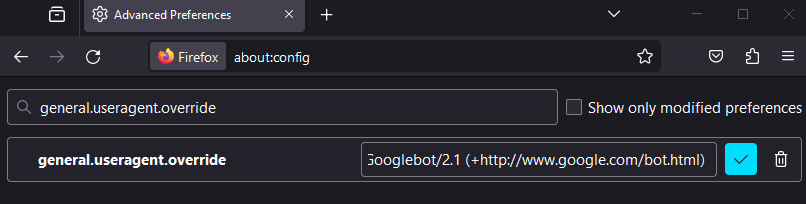 Advanced Preferences
Firefox about:config
general.useragent.override
Show only modified preferences
general.useragent.override
Googlebot/2.1 (+http://www.google.com/bot.html)